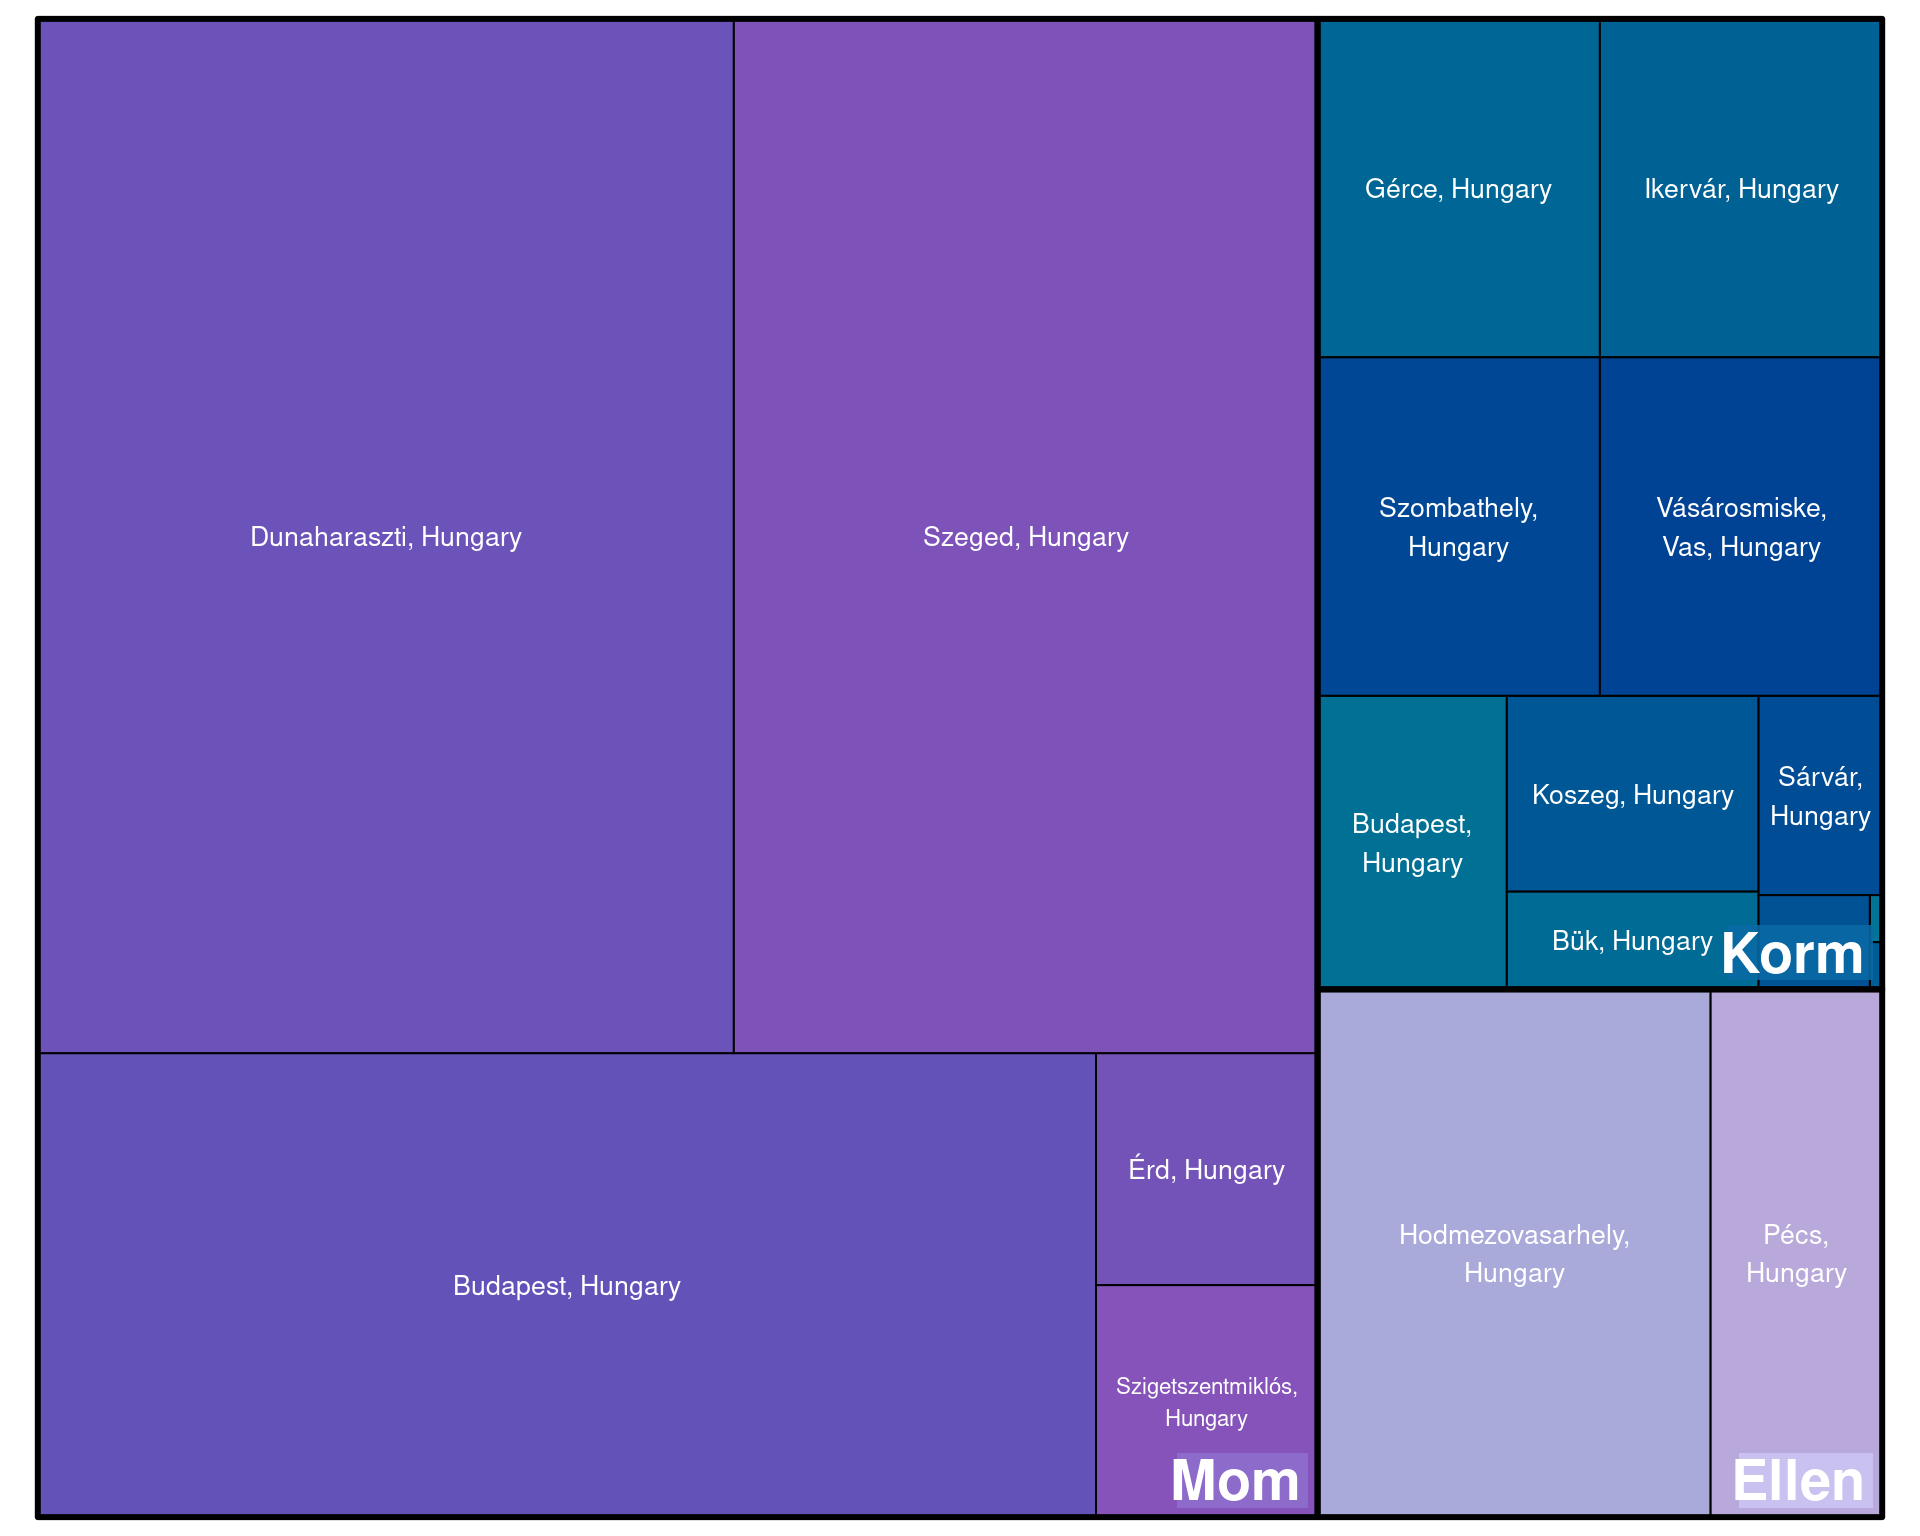 Dunaharaszti, Hungary
Szeged, Hungary
Budapest, Hungary
Érd, Hungary
Szigetszentmiklós,
Hungary
Mom
Gérce, Hungary
Ikervár, Hungary
Szombathely,
Hungary
Vásárosmiske,
Vas, Hungary
Budapest,
Hungary
Koszeg, Hungary
Sárvár,
Hungary
Bük, Hungary
Korm
Hodmezovasarhely,
Hungary
Pécs,
Hungary
Ellen